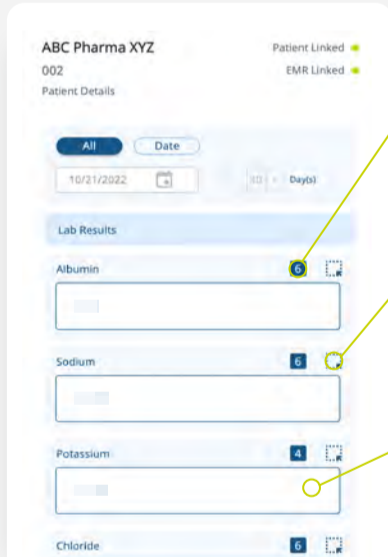 ABC Pharma XYZ Patient Linked
002 EMR Linked
Patient Details
All Date
10/21/2022 Day(s)
Lab Results
Albumin 6
Sodium 6
Potassium 4
Chloride 6